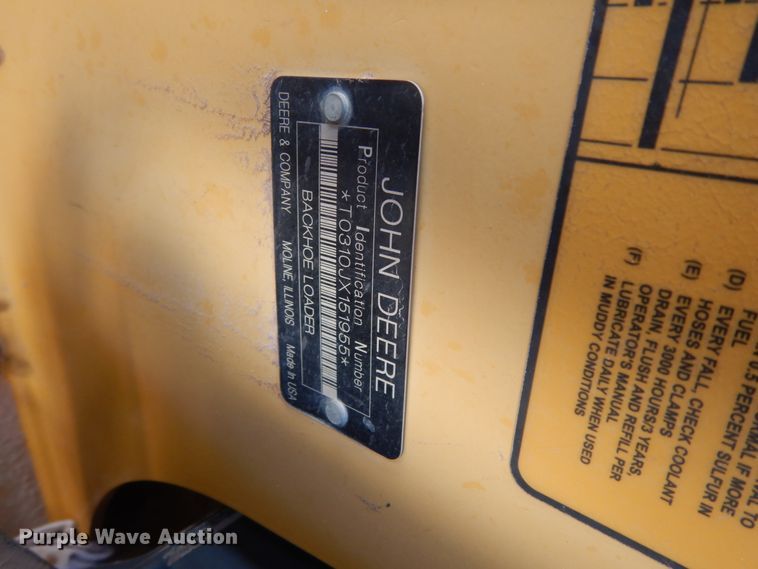 JOHN DEERE
Product Identification Number
*T0310JX151955*
BACKHOE LOADER
DEERE & COMPANY MOLINE, ILLINOIS Made in USA
(D)
TO
MORE
FUEL
PERCENT SULFUR IN
EVERY FALL, CHECK COOLANT
HOSES AND CLAMPS
(E) EVERY 3000 HOURS/3 YEARS,
DRAIN, FLUSH AND REFILL PER
OPERATOR'S MANUAL
(F) LUBRICATE DAILY WHEN USED
IN MUDDY CONDITIONS
Purple Wave Auction